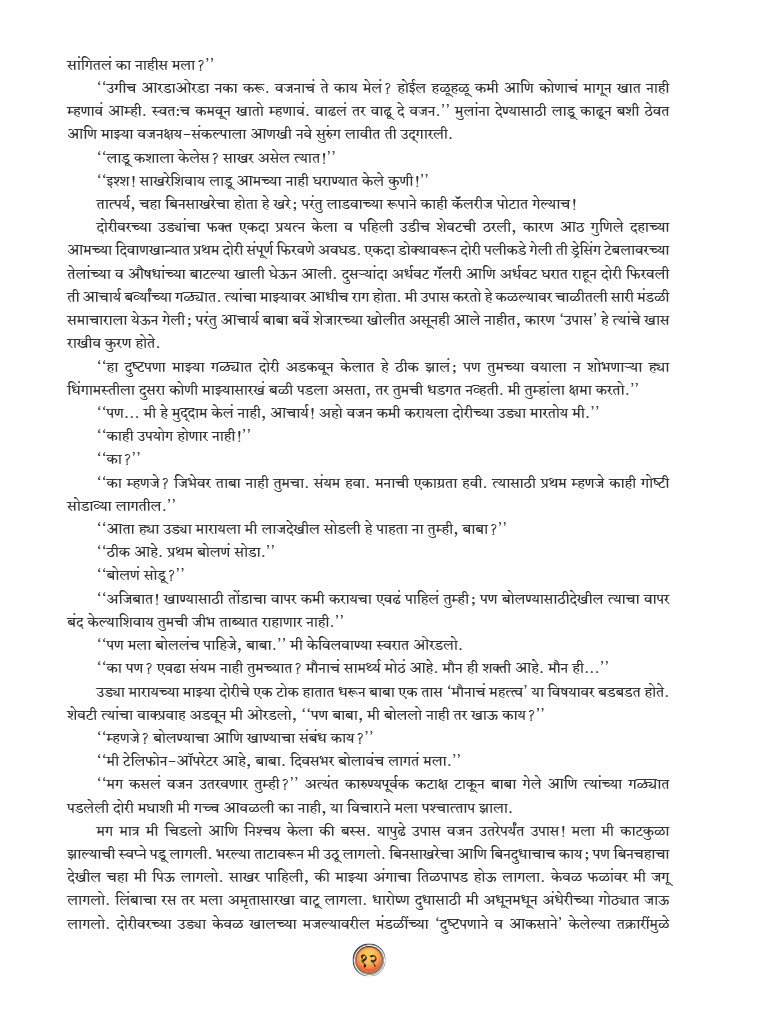 सांगितलं का नाहीस मला?’’
‘‘उगीच आरडाओरडा नका करू. वजनाचं ते काय मेलं? होईल हळूहळू कमी आणि कोणाचं मागून खात नाही
म्हणावं आम्ही. स्वत:च कमवून खातो म्हणावं. वाढलं तर वाढू दे वजन.’’ मुलांना देण्यासाठी लाडू काढून बशी ठेवत
आणि माझ्या वजनक्षय-संकल्पाला आणखी नवे सुरुंग लावीत ती उद्‌गारली.
‘‘लाडू कशाला केलेस? साखर असेल त्यात!’’
‘‘इश्श! साखरेशिवाय लाडू आमच्या नाही घराण्यात केले कुणी!’’
तात्पर्य, चहा बिनसाखरेचा होता हे खरे; परंतु लाडवाच्या रूपाने काही कॅलरीज पोटात गेल्याच!
दोरीवरच्या उड्यांचा फक्त एकदा प्रयत्न केला व पहिली उडीच शेवटची ठरली, कारण आठ गुणिले दहाच्या
आमच्या दिवाणखान्यात प्रथम दोरी संपूर्ण फिरवणे अवघड. एकदा डोक्यावरून दोरी पलीकडे गेली ती ड्रेसिंग टेबलावरच्या
तेलांच्या व औषधांच्या बाटल्या खाली घेऊन आली. दुसऱ्यांदा अर्धवट गॅलरी आणि अर्धवट घरात राहून दोरी फिरवली
ती आचार्य बर्व्यांच्या गळ्यात. त्यांचा माझ्यावर आधीच राग होता. मी उपास करतो हे कळल्यावर चाळीतली सारी मंडळी
समाचाराला येऊन गेली; परंतु आचार्य बाबा बर्वे शेजारच्या खोलीत असूनही आले नाहीत, कारण ‘उपास’ हे त्यांचे खास
राखीव कुरण होते.
‘‘हा दुष्टपणा माझ्या गळ्यात दोरी अडकवून केलात हे ठीक झालं; पण तुमच्या वयाला न शोभणाऱ्या ह्या
धिंगामस्तीला दुसरा कोणी माझ्यासारखं बळी पडला असता, तर तुमची धडगत नव्हती. मी तुम्हांला क्षमा करतो.’’
‘‘पण... मी हे मुद्‌दाम केलं नाही, आचार्य! अहो वजन कमी करायला दोरीच्या उड्या मारतोय मी.’’
‘‘काही उपयोग होणार नाही!’’
‘‘का?’’
‘‘का म्हणजे? जिभेवर ताबा नाही तुमचा. संयम हवा. मनाची एकाग्रता हवी. त्यासाठी प्रथम म्हणजे काही गोष्टी
सोडाव्या लागतील.’’
‘‘आता ह्या उड्या मारायला मी लाजदेखील सोडली हे पाहता ना तुम्ही, बाबा?’’
‘‘ठीक आहे. प्रथम बोलणं सोडा.’’
‘‘बोलणं सोडू?’’
‘‘अजिबात! खाण्यासाठी तोंडाचा वापर कमी करायचा एवढं पाहिलं तुम्ही; पण बोलण्यासाठीदेखील त्याचा वापर
बंद केल्याशिवाय तुमची जीभ ताब्यात राहाणार नाही.’’
‘‘पण मला बोललंच पाहिजे, बाबा.’’ मी केविलवाण्या स्वरात ओरडलो.
‘‘का पण? एवढा संयम नाही तुमच्यात? मौनाचं सामर्थ्य मोठं आहे. मौन ही शक्ती आहे. मौन ही...’’
उड्या मारायच्या माझ्या दोरीचे एक टोक हातात धरून बाबा एक तास ‘मौनाचं महत्त्व’ या विषयावर बडबडत होते.
शेवटी त्यांचा वाक्प्रवाह अडवून मी ओरडलो, ‘‘पण बाबा, मी बोललो नाही तर खाऊ काय?’’
‘‘म्हणजे? बोलण्याचा आणि खाण्याचा संबंध काय?’’
‘‘मी टेलिफोन-ऑपरेटर आहे, बाबा. दिवसभर बोलावंच लागतं मला.’’
‘‘मग कसलं वजन उतरवणार तुम्ही?’’ अत्यंत कारुण्यपूर्वक कटाक्ष टाकून बाबा गेले आणि त्यांच्या गळ्यात
पडलेली दोरी मघाशी मी गच्च आवळली का नाही, या विचाराने मला पश्चात्ताप झाला.
मग मात्र मी चिडलो आणि निश्चय केला की बस्स. यापुढे उपास वजन उतरेपर्यंत उपास! मला मी काटकुळा
झाल्याची स्वप्ने पडू लागली. भरल्या ताटावरून मी उठू लागलो. बिनसाखरेचा आणि बिनदुधाचाच काय; पण बिनचहाचा
देखील चहा मी पिऊ लागलो. साखर पाहिली, की माझ्या अंगाचा तिळपापड होऊ लागला. केवळ फळांवर मी जगू
लागलो. लिंबाचा रस तर मला अमृतासारखा वाटू लागला. धारोष्ण दुधासाठी मी अधूनमधून अंधेरीच्या गोठ्यात जाऊ
लागलो. दोरीवरच्या उड्या केवळ खालच्या मजल्यावरील मंडळींच्या ‘दुष्टपणाने व आकसाने’ केलेल्या तक्रारींमुळे
१२